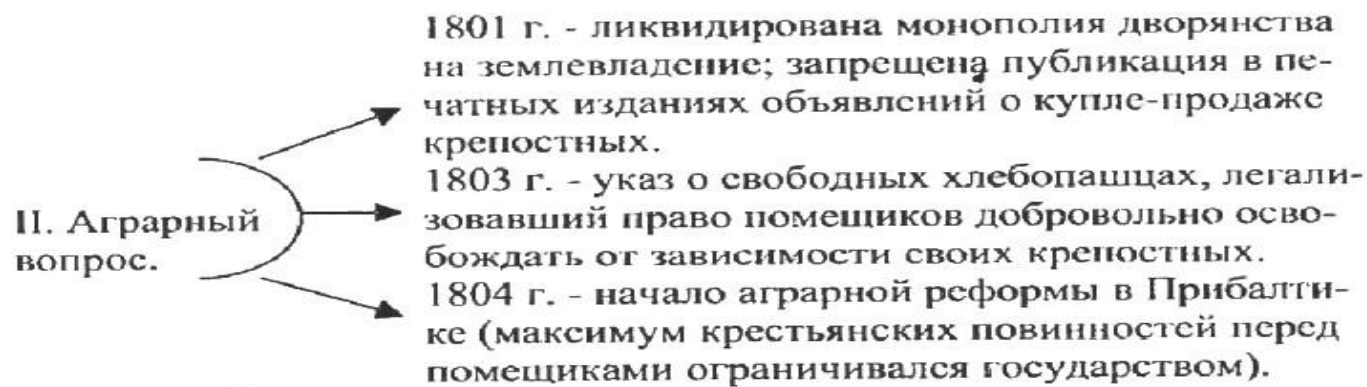 1801 г. - ликвидирована монополия дворянства
на землевладение; запрещена публикация в пе-
чатных изданиях объявлений о купле-продаже
крепостных.
1803 г. - указ о свободных хлебопашцах, легали-
зовавший право помещиков добровольно осво-
бождать от зависимости своих крепостных.
1804 г. - начало аграрной реформы в Прибалти-
ке (максимум крестьянских повинностей перед
помещиками ограничивался государством).
II. Аграрный
вопрос.